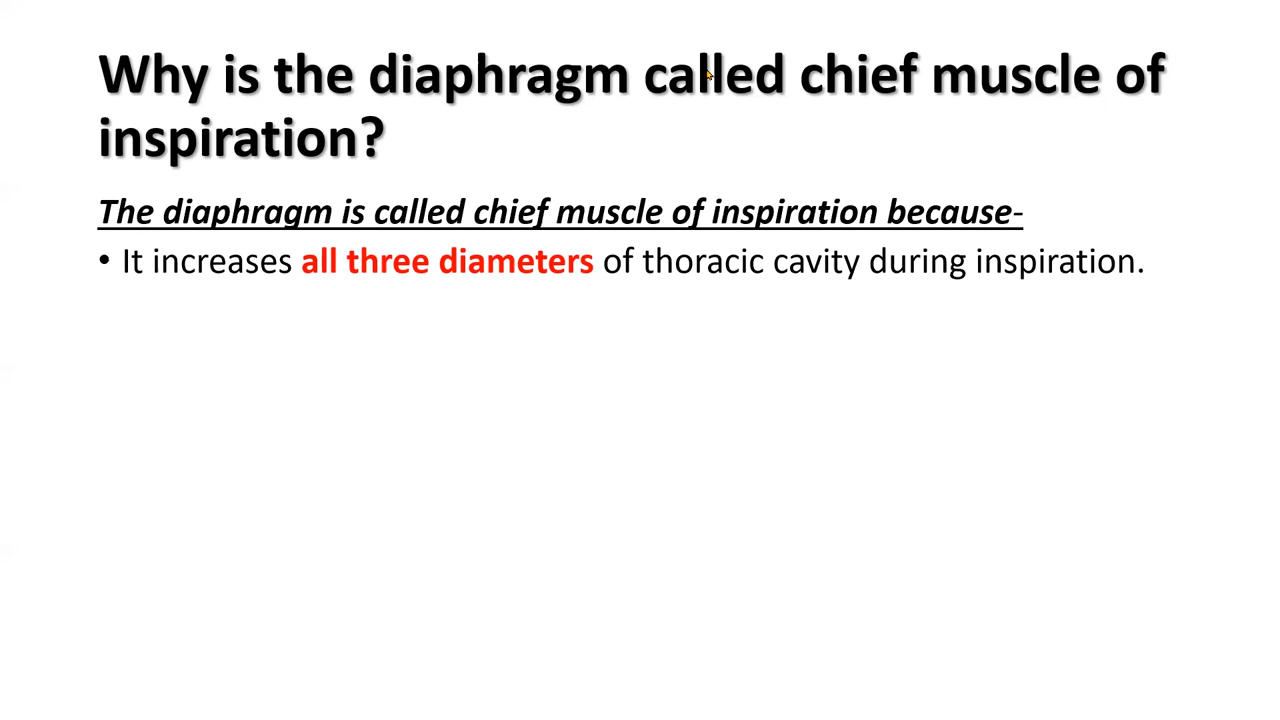 Why is the diaphragm called chief muscle of
inspiration?
The diaphragm is called chief muscle of inspiration because-
• It increases all three diameters of thoracic cavity during inspiration.